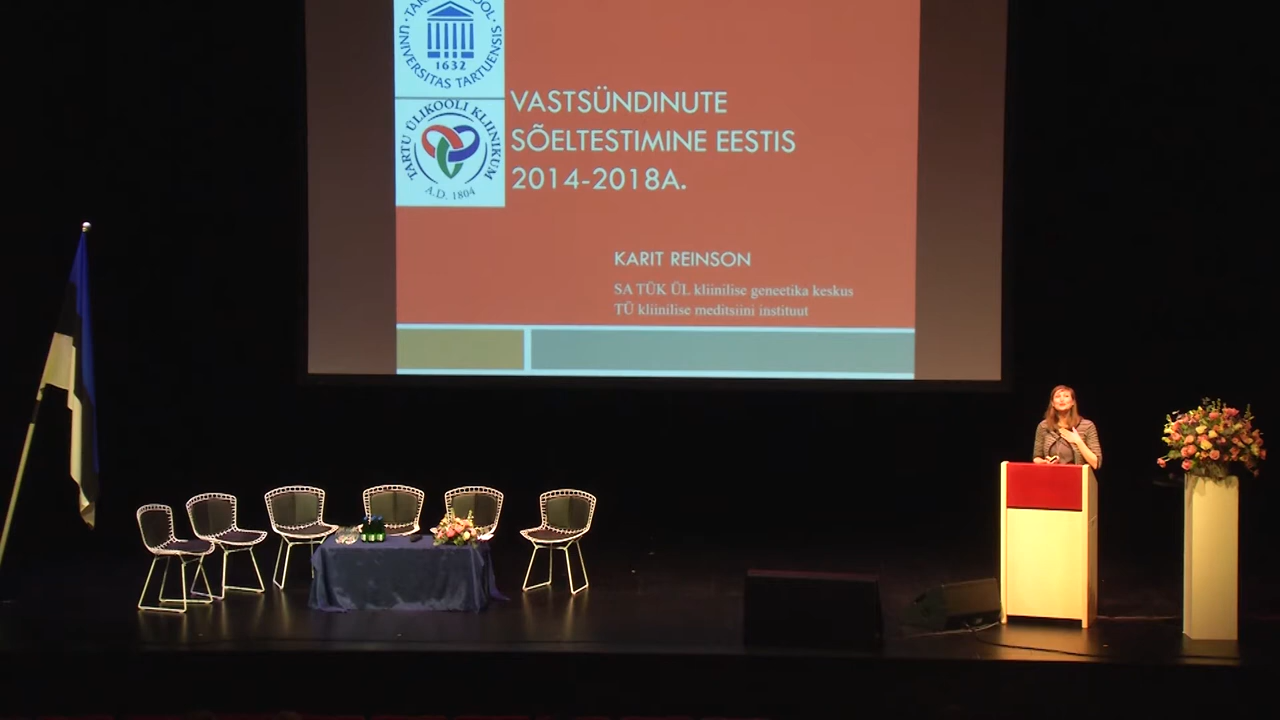 UNIVERSITAS TARTUENSIS
1632
TARTU ÜLIKOOLI KLIINIKUM
A.D. 1804
VASTSÜNDINUTE
SÕELTESTIMINE EESTIS
2014-2018A.
KARIT REINSON
SA TÜK ÜL kliinilise geneetika keskus
TÜ kliinilise meditsiini instituut